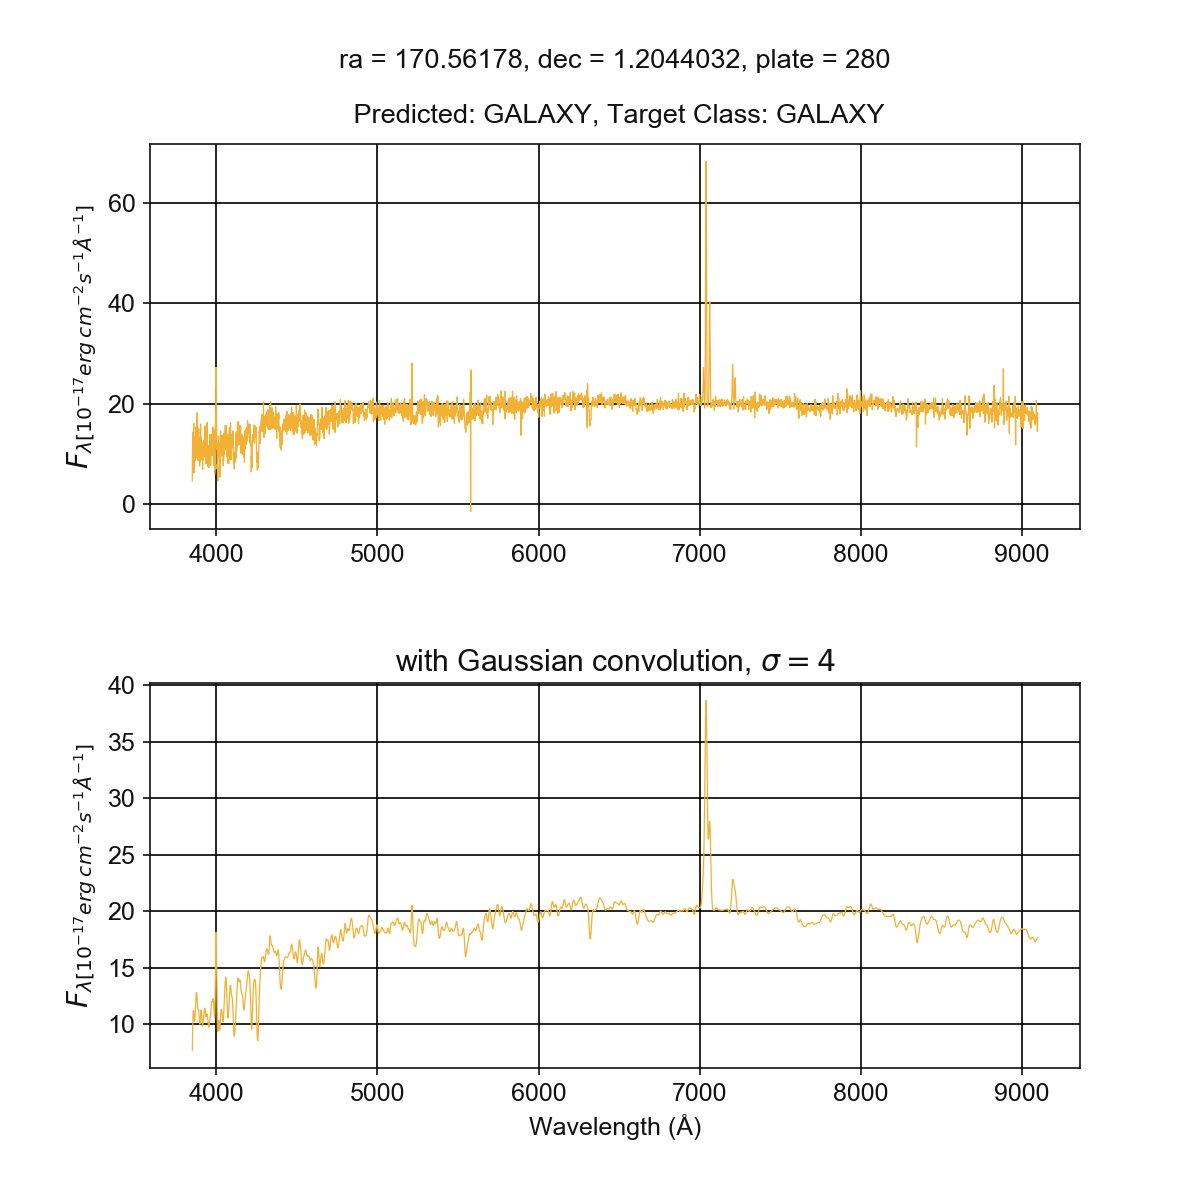 ra = 170.56178, dec = 1.2044032, plate = 280
Predicted: GALAXY, Target Class: GALAXY
F_λ[10⁻¹⁷erg cm⁻²s⁻¹Å⁻¹]
60
40
20
0
4000 5000 6000 7000 8000 9000
with Gaussian convolution, σ = 4
F_λ[10⁻¹⁷erg cm⁻²s⁻¹Å⁻¹]
40
35
30
25
20
15
10
4000 5000 6000 7000 8000 9000
Wavelength (Å)